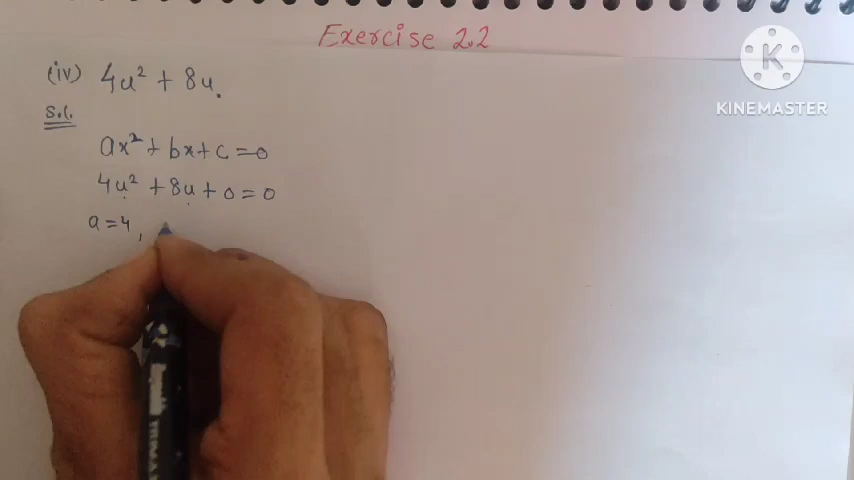 Exercise 2.2
(iv) 4u² + 8u.
Sol.
ax² + bx + c = 0
4u² + 8u + 0 = 0
a = 4,
K
KINEMASTER